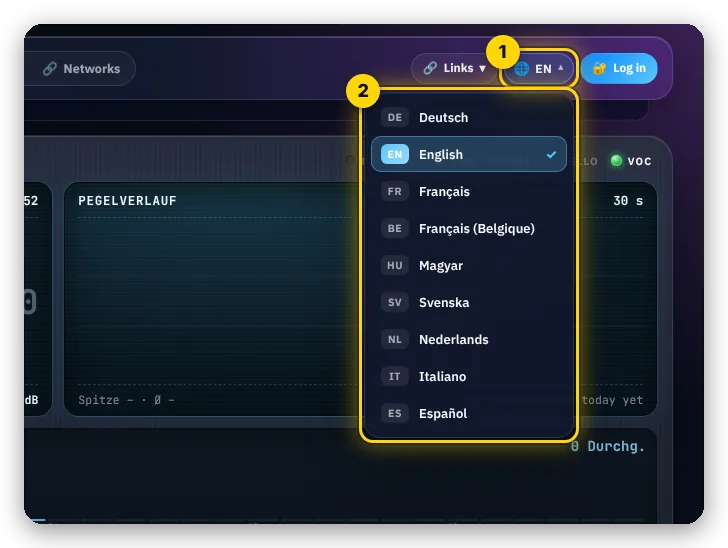 1
Networks
Links ▼
EN ▲
Log in
2
DE Deutsch
EN English ✓
LO
VOC
FR Français
52
PEGELVERLAUF
30 s
BE Français (Belgique)
HU Magyar
0
SV Svenska
NL Nederlands
IT Italiano
dB
Spitze – · Ø –
today yet
ES Español
0 Durchg.